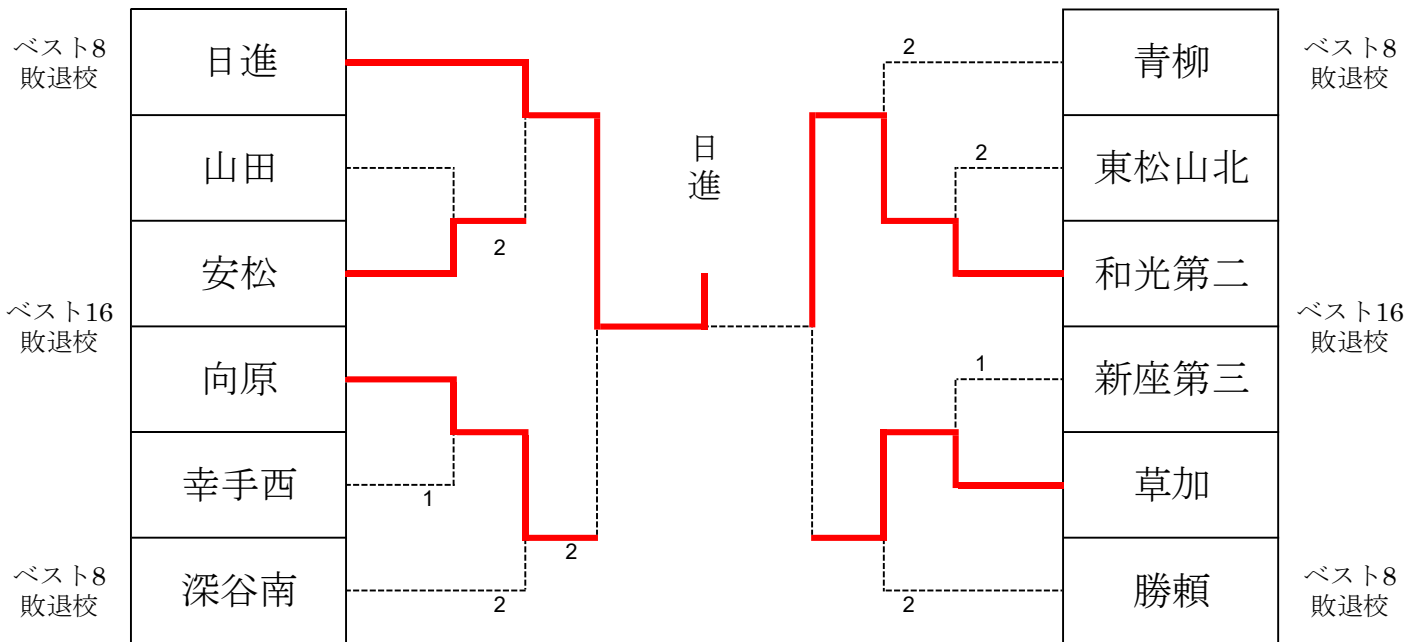 ベスト8
敗退校
日進
山田
安松
ベスト16
敗退校
向原
幸手西
ベスト8
敗退校
深谷南
2
1
2
2
日
進
2
2
1
2
青柳
ベスト8
敗退校
東松山北
和光第二
ベスト16
敗退校
新座第三
草加
勝頼
ベスト8
敗退校